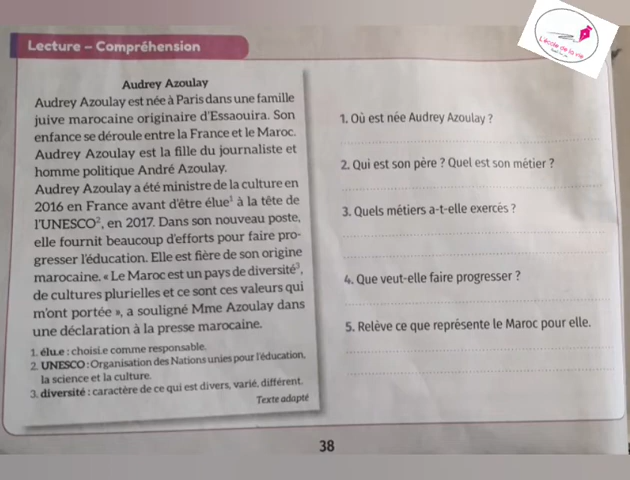 L'école de la vie
Lecture – Compréhension
Audrey Azoulay
Audrey Azoulay est née à Paris dans une famille
juive marocaine originaire d'Essaouira. Son
enfance se déroule entre la France et le Maroc.
Audrey Azoulay est la fille du journaliste et
homme politique André Azoulay.
Audrey Azoulay a été ministre de la culture en
2016 en France avant d'être élue¹ à la tête de
l'UNESCO², en 2017. Dans son nouveau poste,
elle fournit beaucoup d'efforts pour faire pro-
gresser l'éducation. Elle est fière de son origine
marocaine. « Le Maroc est un pays de diversité³,
de cultures plurielles et ce sont ces valeurs qui
m'ont portée », a souligné Mme Azoulay dans
une déclaration à la presse marocaine.
1. élu.e : choisi.e comme responsable.
2. UNESCO : Organisation des Nations unies pour l'éducation,
la science et la culture.
3. diversité : caractère de ce qui est divers, varié, différent.
Texte adapté
1. Où est née Audrey Azoulay ?
2. Qui est son père ? Quel est son métier ?
3. Quels métiers a-t-elle exercés ?
4. Que veut-elle faire progresser ?
5. Relève ce que représente le Maroc pour elle.
38